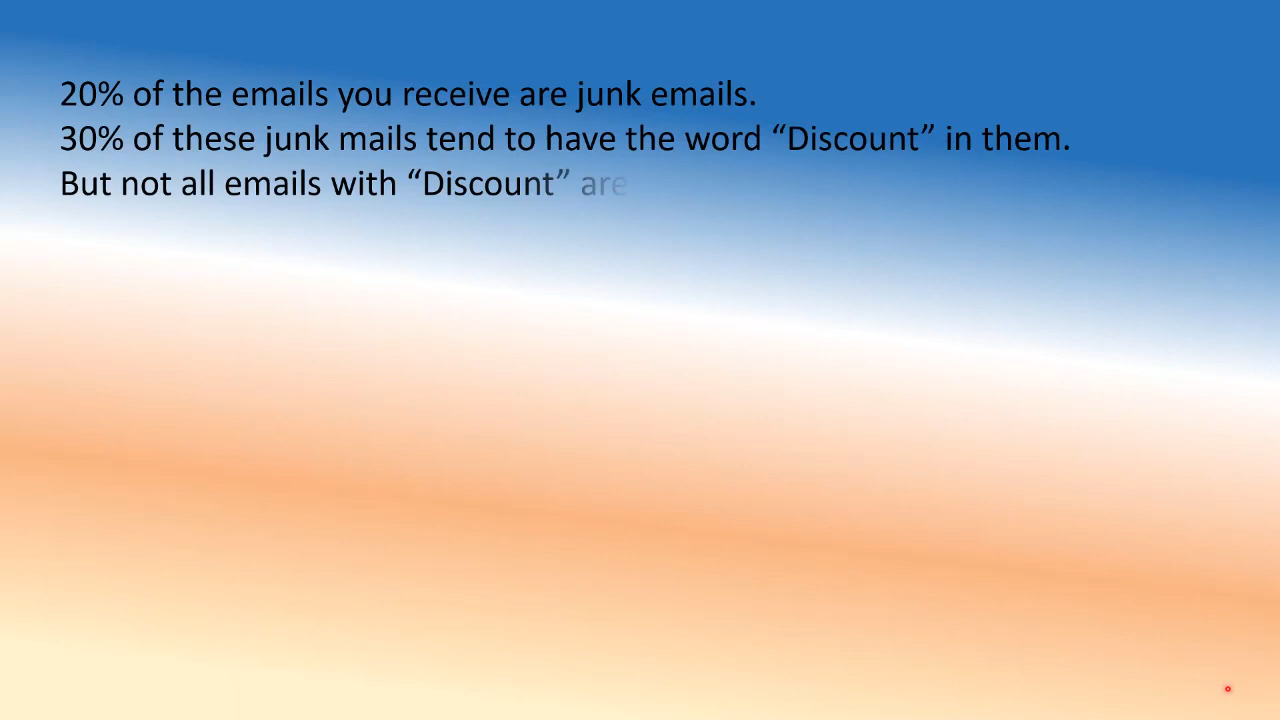 20% of the emails you receive are junk emails.
30% of these junk mails tend to have the word “Discount” in them.
But not all emails with “Discount” are